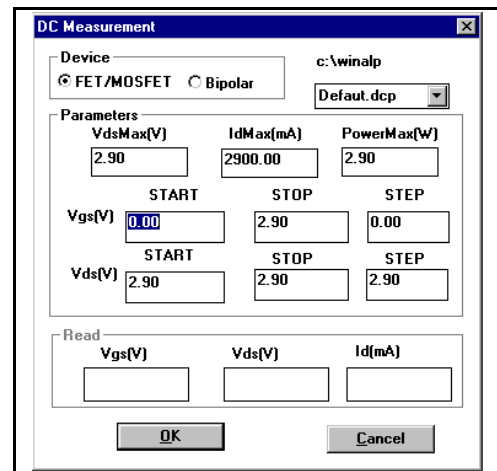 DC Measurement
Device
FET/MOSFET Bipolar
c:\winalp
Defaut.dcp
Parameters
VdsMax(V) IdMax(mA) PowerMax(W)
2.90 2900.00 2.90
START STOP STEP
Vgs(V) 0.00 2.90 0.00
START STOP STEP
Vds(V) 2.90 2.90 2.90
Read
Vgs(V) Vds(V) Id(mA)
OK Cancel